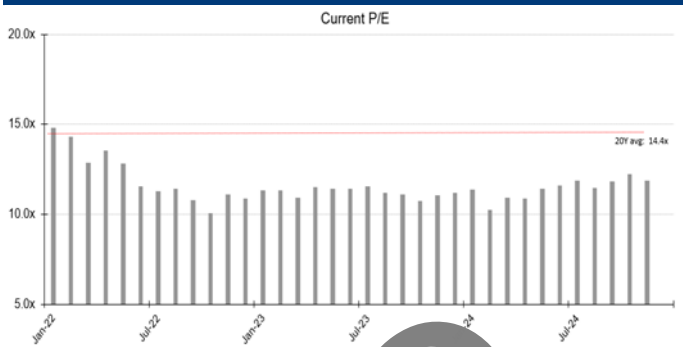 Current P/E
20.0x
15.0x
20Y avg: 14.4x
10.0x
5.0x
Jan-22
Jul-22
Jan-23
Jul-23
-24
Jul-24